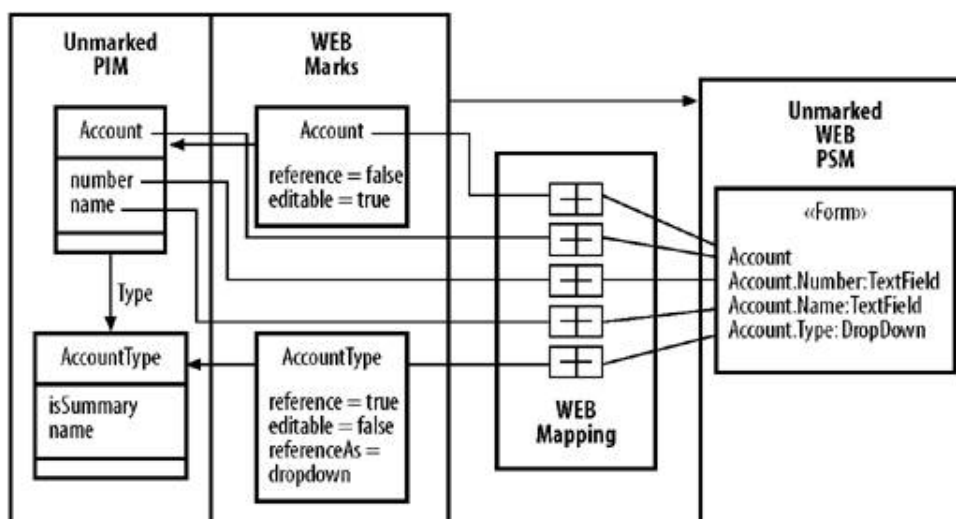 Unmarked
PIM
WEB
Marks
Account
number
name
Type
AccountType
isSummary
name
Account
reference = false
editable = true
AccountType
reference = true
editable = false
referenceAs =
dropdown
WEB
Mapping
Unmarked
WEB
PSM
«Form»
Account
Account.Number:TextField
Account.Name:TextField
Account.Type: DropDown